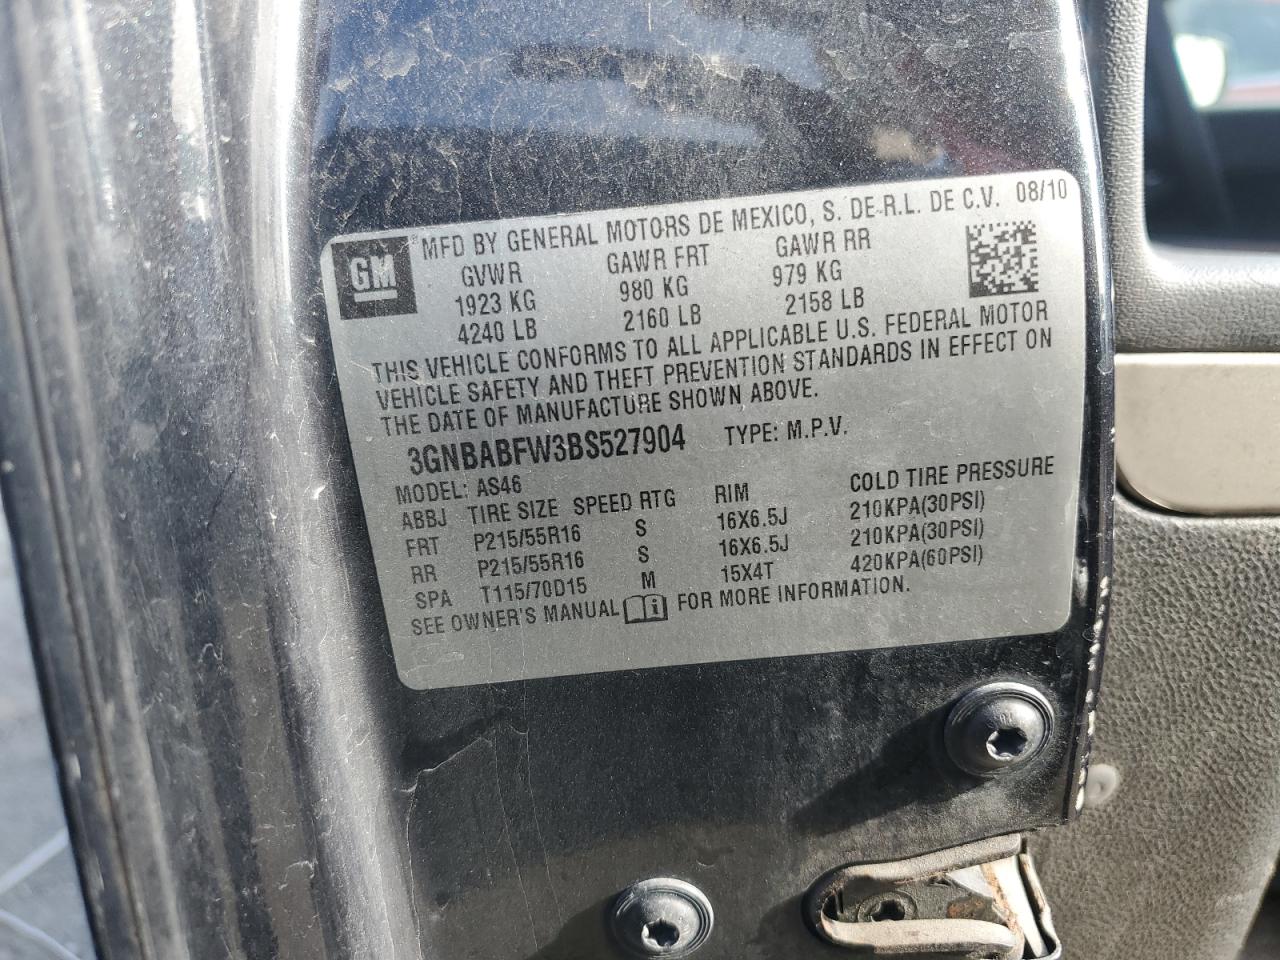 GM
® MFD BY GENERAL MOTORS DE MEXICO, S. DE R.L. DE C.V. 08/10
GVWR GAWR FRT GAWR RR
1923 KG 980 KG 979 KG
4240 LB 2160 LB 2158 LB
THIS VEHICLE CONFORMS TO ALL APPLICABLE U.S. FEDERAL MOTOR
VEHICLE SAFETY AND THEFT PREVENTION STANDARDS IN EFFECT ON
THE DATE OF MANUFACTURE SHOWN ABOVE.
3GNBABFW3BS527904 TYPE: M.P.V.
MODEL: AS46
ABBJ TIRE SIZE SPEED RTG RIM COLD TIRE PRESSURE
FRT P215/55R16 S 16X6.5J 210KPA(30PSI)
RR P215/55R16 S 16X6.5J 210KPA(30PSI)
SPA T115/70D15 M 15X4T 420KPA(60PSI)
SEE OWNER'S MANUAL FOR MORE INFORMATION.